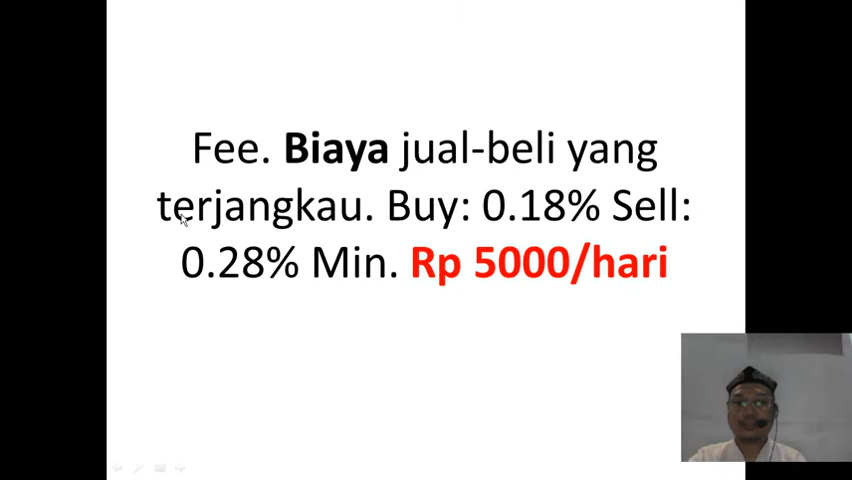 Fee. Biaya jual-beli yang
terjangkau. Buy: 0.18% Sell:
0.28% Min. Rp 5000/hari